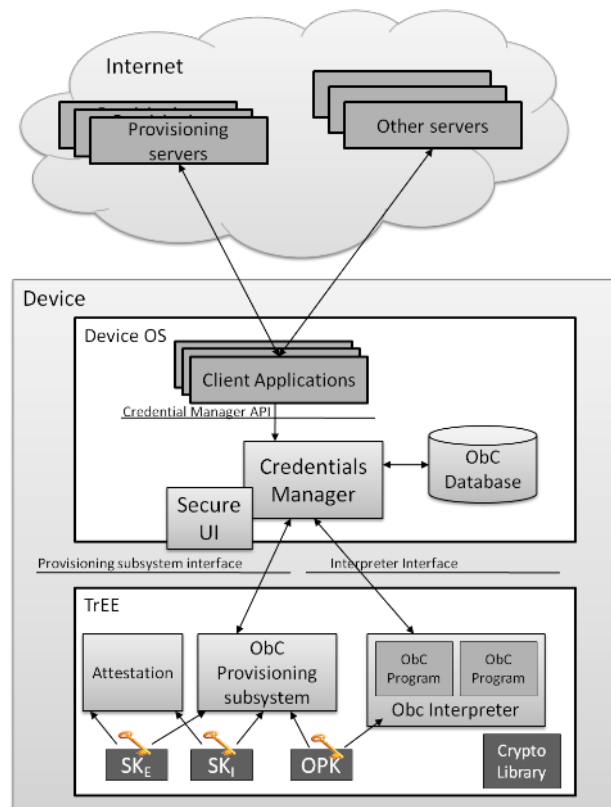 Internet
Provisioning
servers
Other servers
Device
Device OS
Client Applications
Credential Manager API
Credentials
Manager
ObC
Database
Secure
UI
Provisioning subsystem interface
Interpreter Interface
TrEE
Attestation
ObC
Provisioning
subsystem
ObC
Program
ObC
Program
Obc Interpreter
SKE
SKI
OPK
Crypto
Library